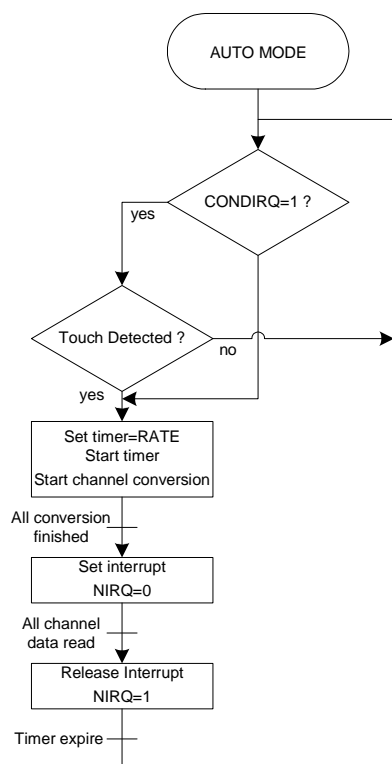 AUTO MODE
CONDIRQ=1 ?
yes
Touch Detected ?
no
yes
Set timer=RATE
Start timer
Start channel conversion
All conversion
finished
Set interrupt
NIRQ=0
All channel
data read
Release Interrupt
NIRQ=1
Timer expire